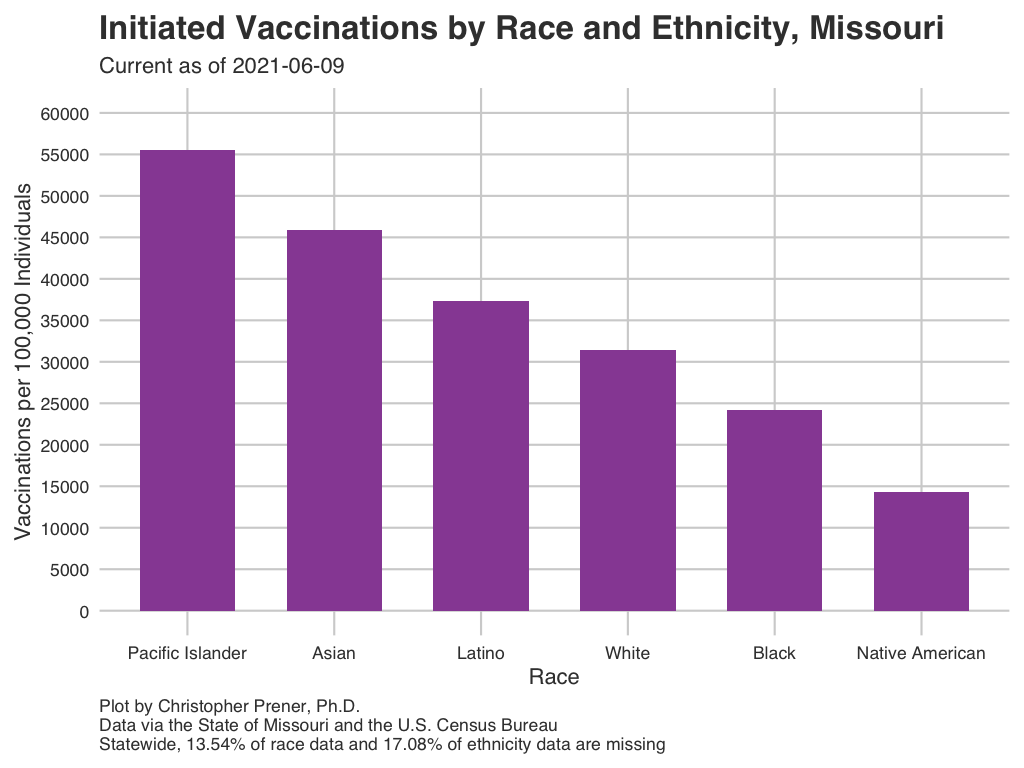 Initiated Vaccinations by Race and Ethnicity, Missouri
Current as of 2021-06-09
Vaccinations per 100,000 Individuals
60000
55000
50000
45000
40000
35000
30000
25000
20000
15000
10000
5000
0
Pacific Islander
Asian
Latino
White
Black
Native American
Race
Plot by Christopher Prener, Ph.D.
Data via the State of Missouri and the U.S. Census Bureau
Statewide, 13.54% of race data and 17.08% of ethnicity data are missing